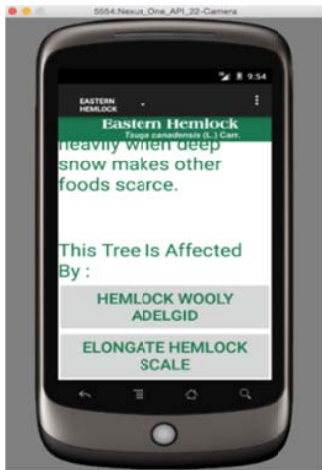 5554:Nexus_One_API_22-Camera
9:54
EASTERN
HEMLOCK
Eastern Hemlock
Tsuga canadensis (L.) Carr.
heavily when deep
snow makes other
foods scarce.
This Tree Is Affected
By :
HEMLOCK WOOLY
ADELGID
ELONGATE HEMLOCK
SCALE